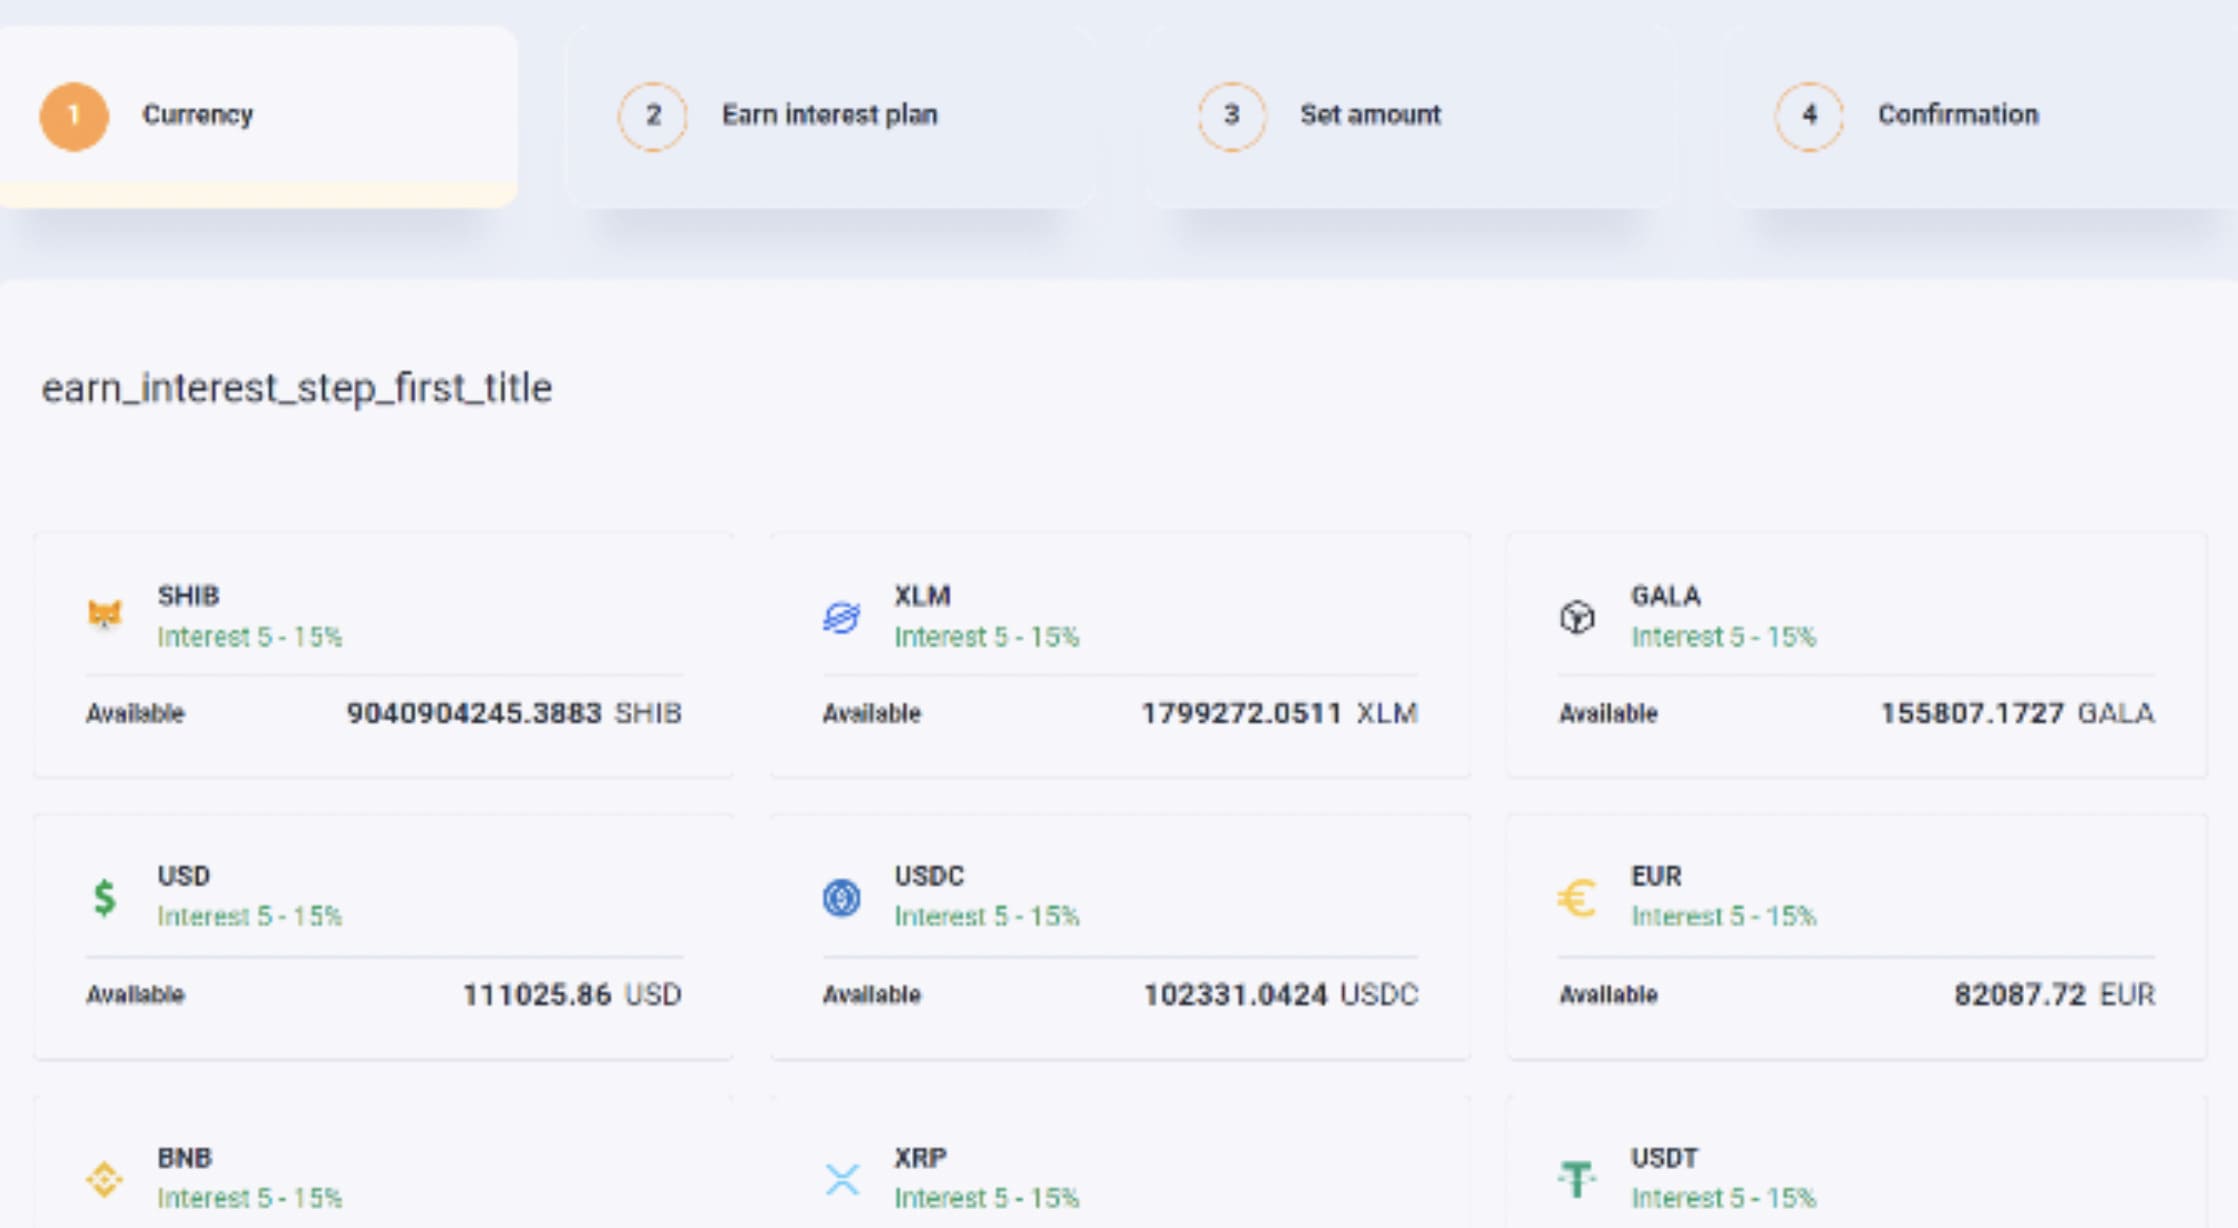 1 Currency 2 Earn interest plan 3 Set amount 4 Confirmation
earn_interest_step_first_title
SHIB
Interest 5 - 15%
Available 9040904245.3883 SHIB
XLM
Interest 5 - 15%
Available 1799272.0511 XLM
GALA
Interest 5 - 15%
Available 155807.1727 GALA
USD
Interest 5 - 15%
Available 111025.86 USD
USDC
Interest 5 - 15%
Available 102331.0424 USDC
EUR
Interest 5 - 15%
Available 82087.72 EUR
BNB
Interest 5 - 15%
XRP
Interest 5 - 15%
USDT
Interest 5 - 15%